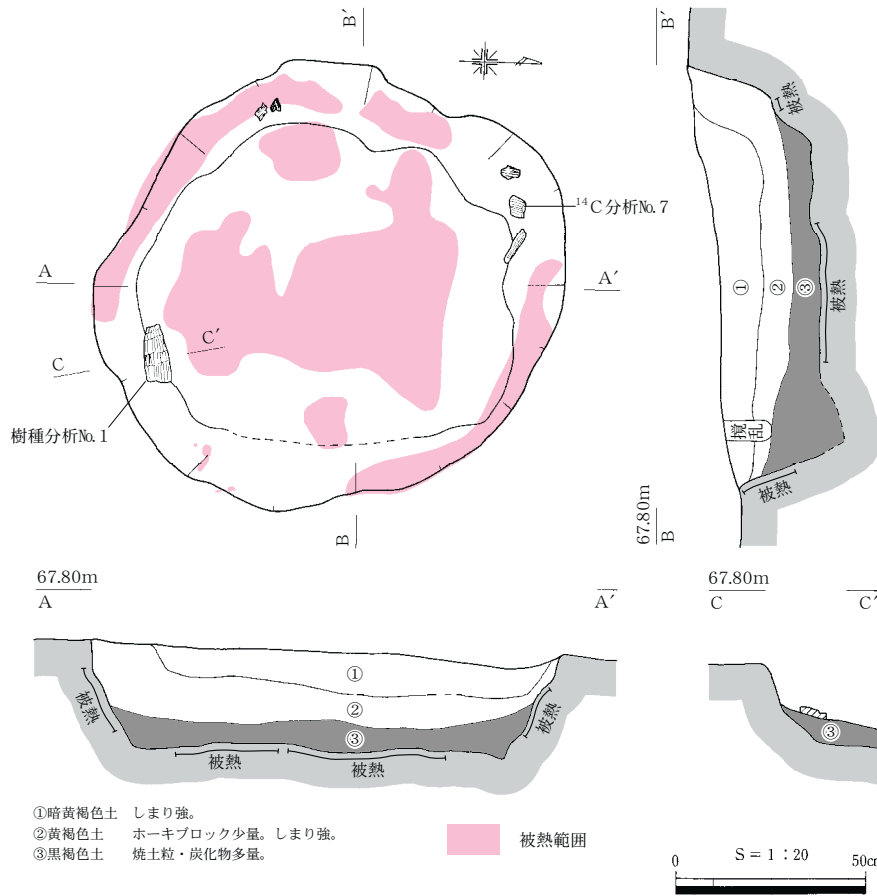 B′
B′
被熱
¹⁴C分析№7
A
A′
C
C′
樹種分析№1
①
②
③
被熱
撹乱
被熱
B
67.80m
B
67.80m
A
A′
67.80m
C
C′
①
②
③
被熱
被熱
被熱
被熱
③
①暗黄褐色土 しまり強。
②黄褐色土 ホーキブロック少量。しまり強。
③黒褐色土 焼土粒・炭化物多量。
被熱範囲
0 S = 1 : 20 50cm